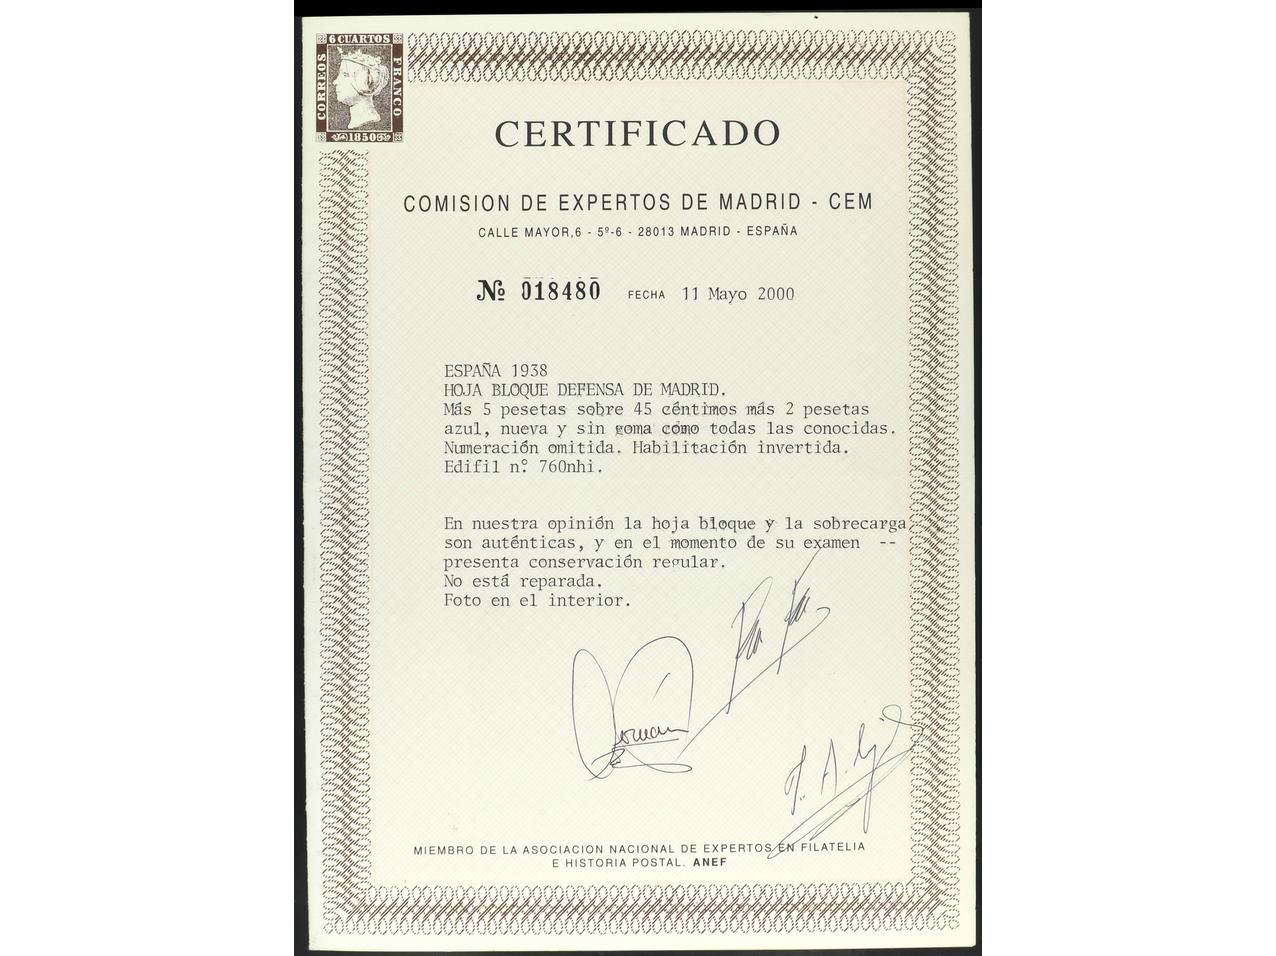 6 CUARTOS
CORREOS
FRANCO
1850
CERTIFICADO
COMISION DE EXPERTOS DE MADRID - CEM
CALLE MAYOR,6 - 5º-6 - 28013 MADRID - ESPAÑA
Nº 018480 FECHA 11 Mayo 2000
ESPAÑA 1938
HOJA BLOQUE DEFENSA DE MADRID.
Más 5 pesetas sobre 45 céntimos más 2 pesetas
azul, nueva y sin goma como todas las conocidas.
Numeración omitida. Habilitación invertida.
Edifil nº 760nhi.
En nuestra opinión la hoja bloque y la sobrecarga
son auténticas, y en el momento de su examen --
presenta conservación regular.
No está reparada.
Foto en el interior.
MIEMBRO DE LA ASOCIACION NACIONAL DE EXPERTOS EN FILATELIA
E HISTORIA POSTAL. ANEF